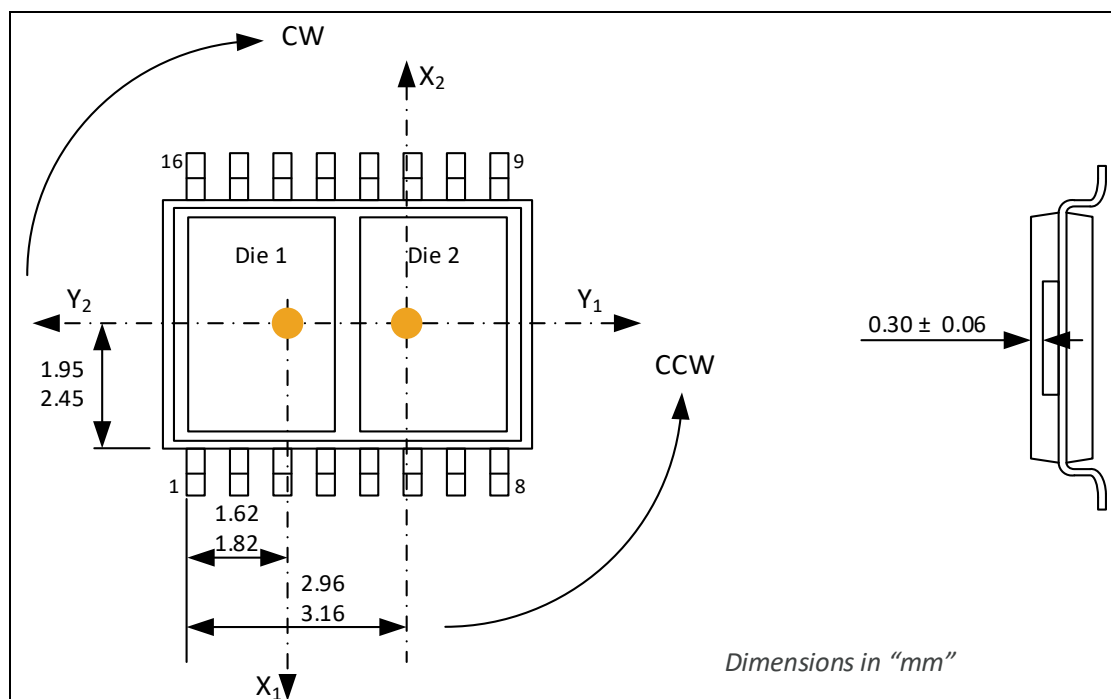 CW
X₂
16
9
Die 1
Die 2
Y₂
Y₁
0.30 ± 0.06
1.95
2.45
CCW
1
8
1.62
1.82
2.96
3.16
Dimensions in “mm”
X₁